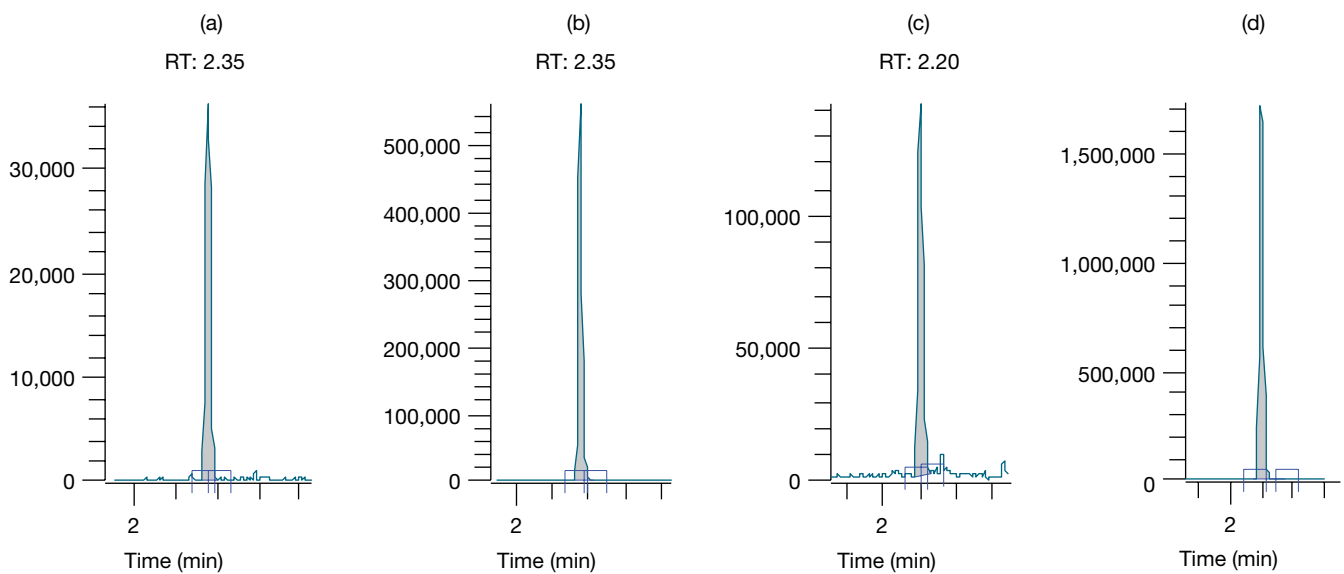 (a)
RT: 2.35
30,000
20,000
10,000
0
2
Time (min)
(b)
RT: 2.35
500,000
400,000
300,000
200,000
100,000
0
2
Time (min)
(c)
RT: 2.20
100,000
50,000
0
2
Time (min)
(d)
1,500,000
1,000,000
500,000
0
2
Time (min)